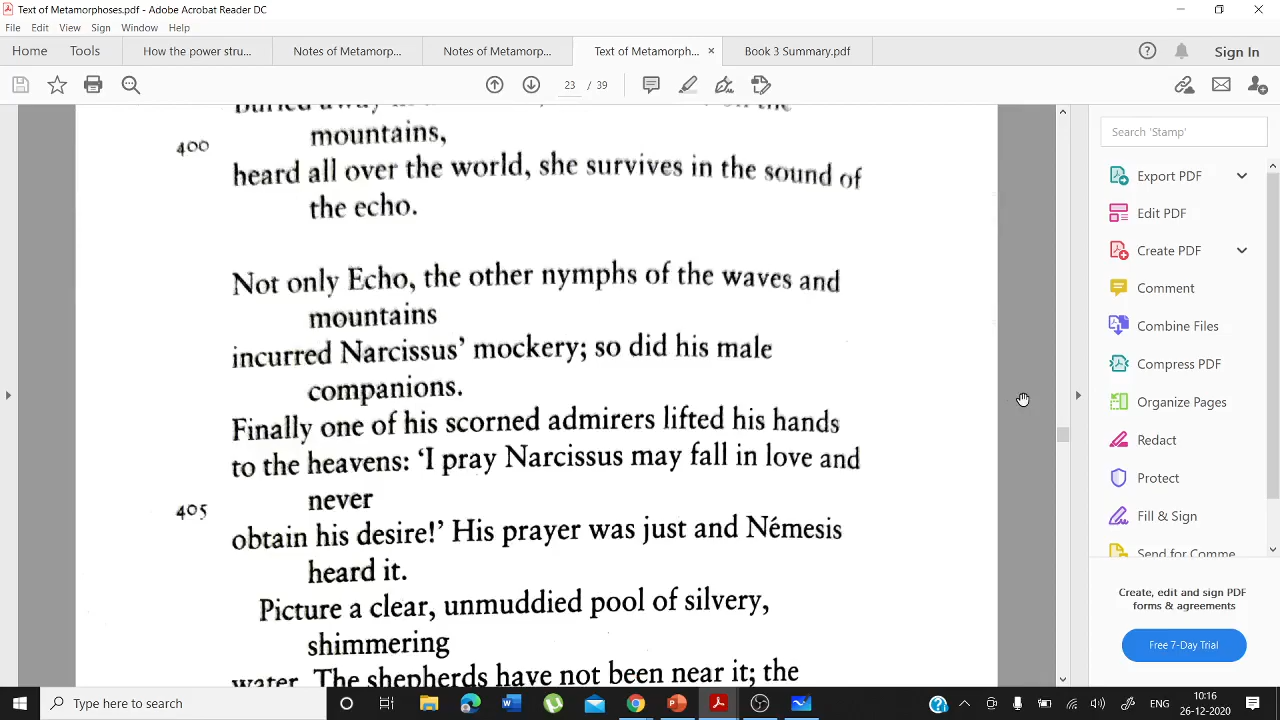 Text of Metamorphoses.pdf - Adobe Acrobat Reader DC
File Edit View Sign Window Help
Home Tools How the power stru... Notes of Metamorp... Notes of Metamorp... Text of Metamorph... × Book 3 Summary.pdf Sign In
23 / 39
mountains,
400
heard all over the world, she survives in the sound of
the echo.
Not only Echo, the other nymphs of the waves and
mountains
incurred Narcissus' mockery; so did his male
companions.
Finally one of his scorned admirers lifted his hands
to the heavens: 'I pray Narcissus may fall in love and
never
405
obtain his desire!' His prayer was just and Némesis
heard it.
Picture a clear, unmuddied pool of silvery,
shimmering
water. The shepherds have not been near it; the
Search 'Stamp'
Export PDF
Edit PDF
Create PDF
Comment
Combine Files
Compress PDF
Organize Pages
Redact
Protect
Fill & Sign
Send for Comme
Create, edit and sign PDF
forms & agreements
Free 7-Day Trial
Type here to search
ENG
10:16
26-12-2020